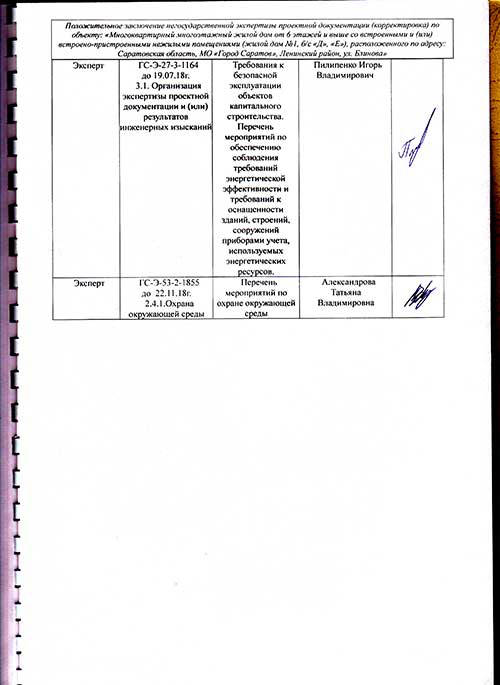 Положительное заключение негосударственной экспертизы проектной документации (корректировка) по
объекту: «Многоквартирный многоэтажный жилой дом от 6 этажей и выше со встроенными и (или)
встроено-пристроенными нежилыми помещениями (жилой дом №1, б/с «Д», «Е»), расположенного по адресу:
Саратовская область, МО «Город Саратов», Ленинский район, ул. Блинова»
Эксперт
ГС-Э-27-3-1164
до 19.07.18г.
3.1. Организация
экспертизы проектной
документации и (или)
результатов
инженерных изысканий
Требования к
безопасной
эксплуатации
объектов
капитального
строительства.
Перечень
мероприятий по
обеспечению
соблюдения
требований
энергетической
эффективности и
требований к
оснащенности
зданий, строений,
сооружений
приборами учета,
используемых
энергетических
ресурсов.
Пилипенко Игорь
Владимирович
Эксперт
ГС-Э-53-2-1855
до 22.11.18г.
2.4.1.Охрана
окружающей среды
Перечень
мероприятий по
охране окружающей
среды
Александрова
Татьяна
Владимировна